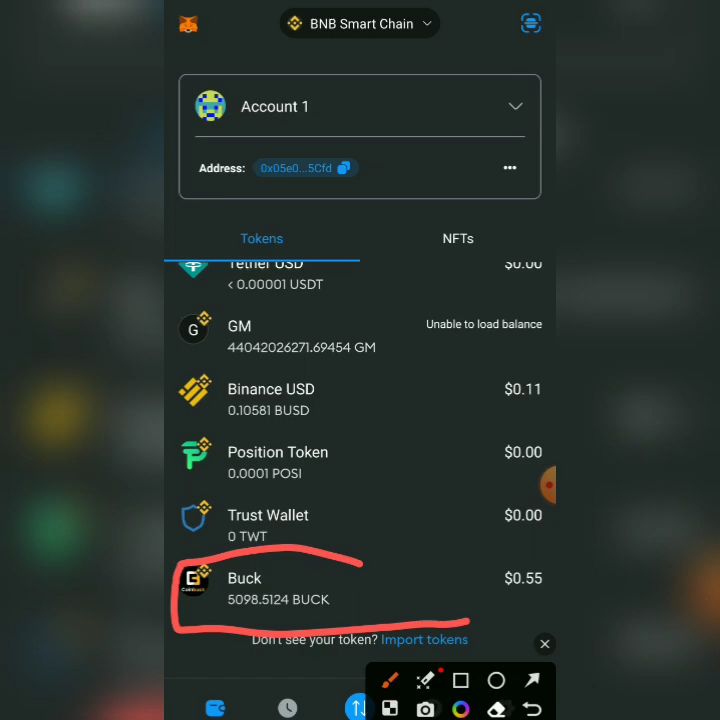 BNB Smart Chain
Account 1
Address: 0x05e0...5Cfd
Tokens NFTs
Tether USD $0.00
< 0.00001 USDT
G GM Unable to load balance
44042026271.69454 GM
Binance USD $0.11
0.10581 BUSD
Position Token $0.00
0.0001 POSI
Trust Wallet $0.00
0 TWT
Buck $0.55
CoinBuck
5098.5124 BUCK
Don't see your token? Import tokens